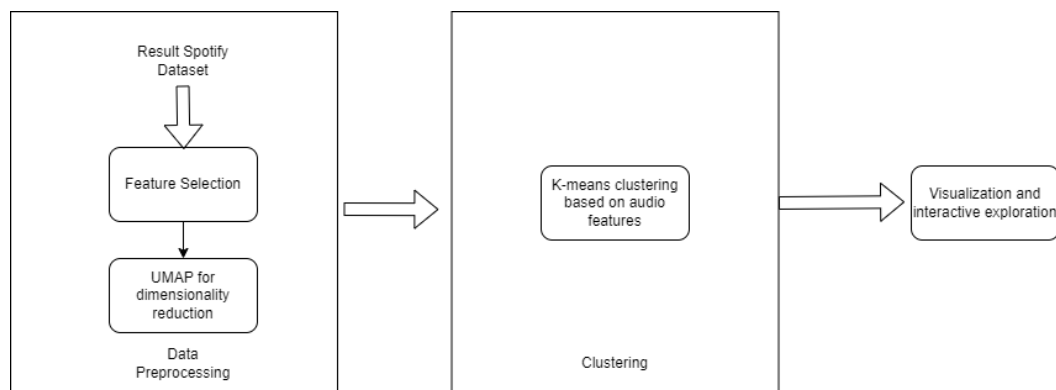 Result Spotify
Dataset
Feature Selection
UMAP for
dimensionality
reduction
Data
Preprocessing
K-means clustering
based on audio
features
Clustering
Visualization and
interactive exploration